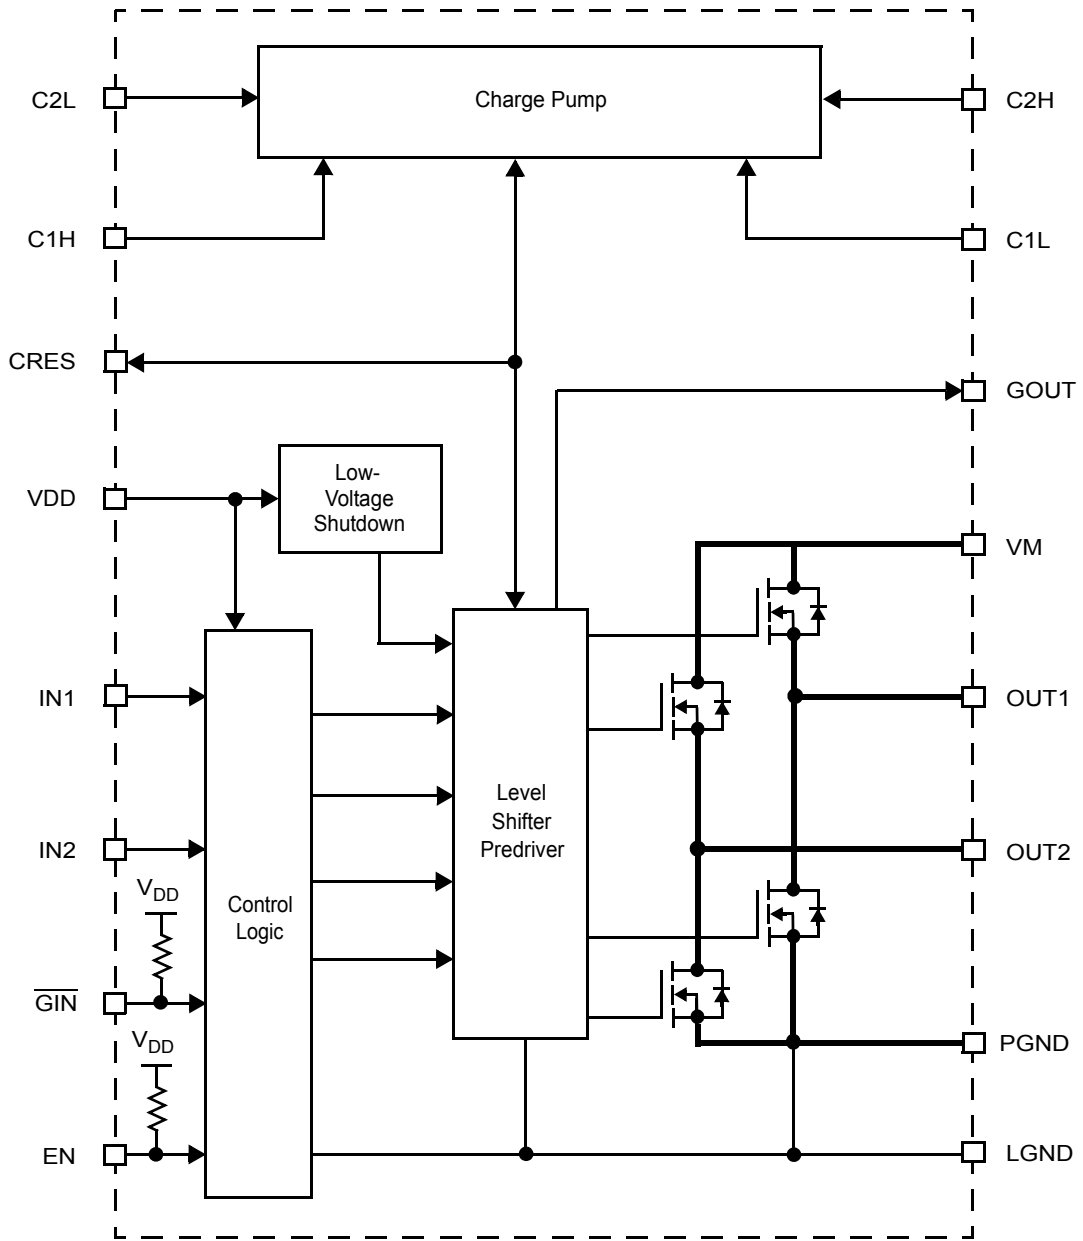 Charge Pump
C2L
C2H
C1H
C1L
CRES
GOUT
Low-
Voltage
Shutdown
VDD
VM
IN1
OUT1
Level
Shifter
Predriver
IN2
OUT2
VDD
Control
Logic
GIN
VDD
PGND
EN
LGND